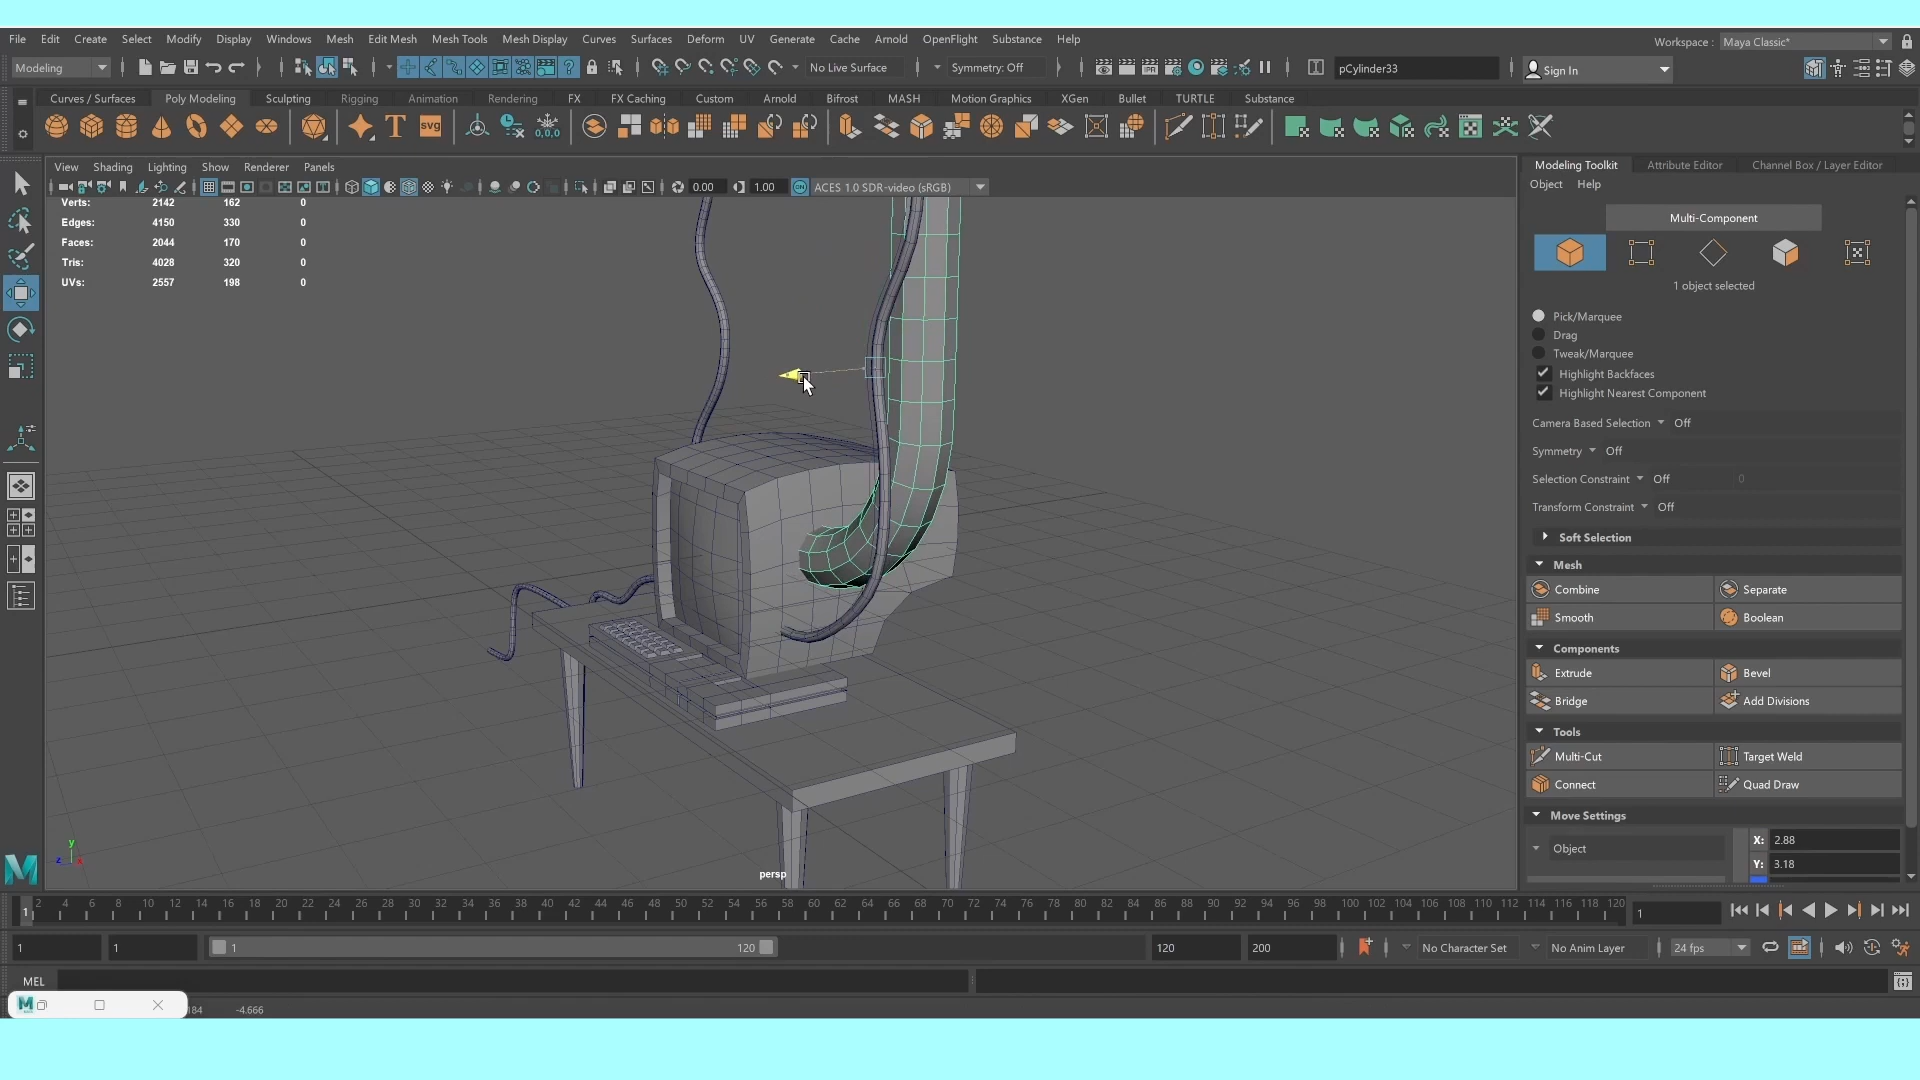 File Edit Create Select Modify Display Windows Mesh Edit Mesh Mesh Tools Mesh Display Curves Surfaces Deform UV Generate Cache Arnold OpenFlight Substance Help Workspace : Maya Classic*
Modeling No Live Surface Symmetry: Off pCylinder33 Sign In
Curves / Surfaces Poly Modeling Sculpting Rigging Animation Rendering FX FX Caching Custom Arnold Bifrost MASH Motion Graphics XGen Bullet TURTLE Substance
T svg 0,0,0
View Shading Lighting Show Renderer Panels
0.00 1.00 ON ACES 1.0 SDR-video (sRGB)
Verts: 2142 162 0
Edges: 4150 330 0
Faces: 2044 170 0
Tris: 4028 320 0
UVs: 2557 198 0
y
z x
persp
Modeling Toolkit Attribute Editor Channel Box / Layer Editor
Object Help
Multi-Component
1 object selected
Pick/Marquee
Drag
Tweak/Marquee
Highlight Backfaces
Highlight Nearest Component
Camera Based Selection Off
Symmetry Off
Selection Constraint Off 0
Transform Constraint Off
Soft Selection
Mesh
Combine Separate
Smooth Boolean
Components
Extrude Bevel
Bridge Add Divisions
Tools
Multi-Cut Target Weld
Connect Quad Draw
Move Settings
Object X: 2.88
Y: 3.18
1 2 4 6 8 10 12 14 16 18 20 22 24 26 28 30 32 34 36 38 40 42 44 46 48 50 52 54 56 58 60 62 64 66 68 70 72 74 76 78 80 82 84 86 88 90 92 94 96 98 100 102 104 106 108 110 112 114 116 118 120 1
1 1 1 120 120 200 No Character Set No Anim Layer 24 fps
MEL
M 184 -4.666